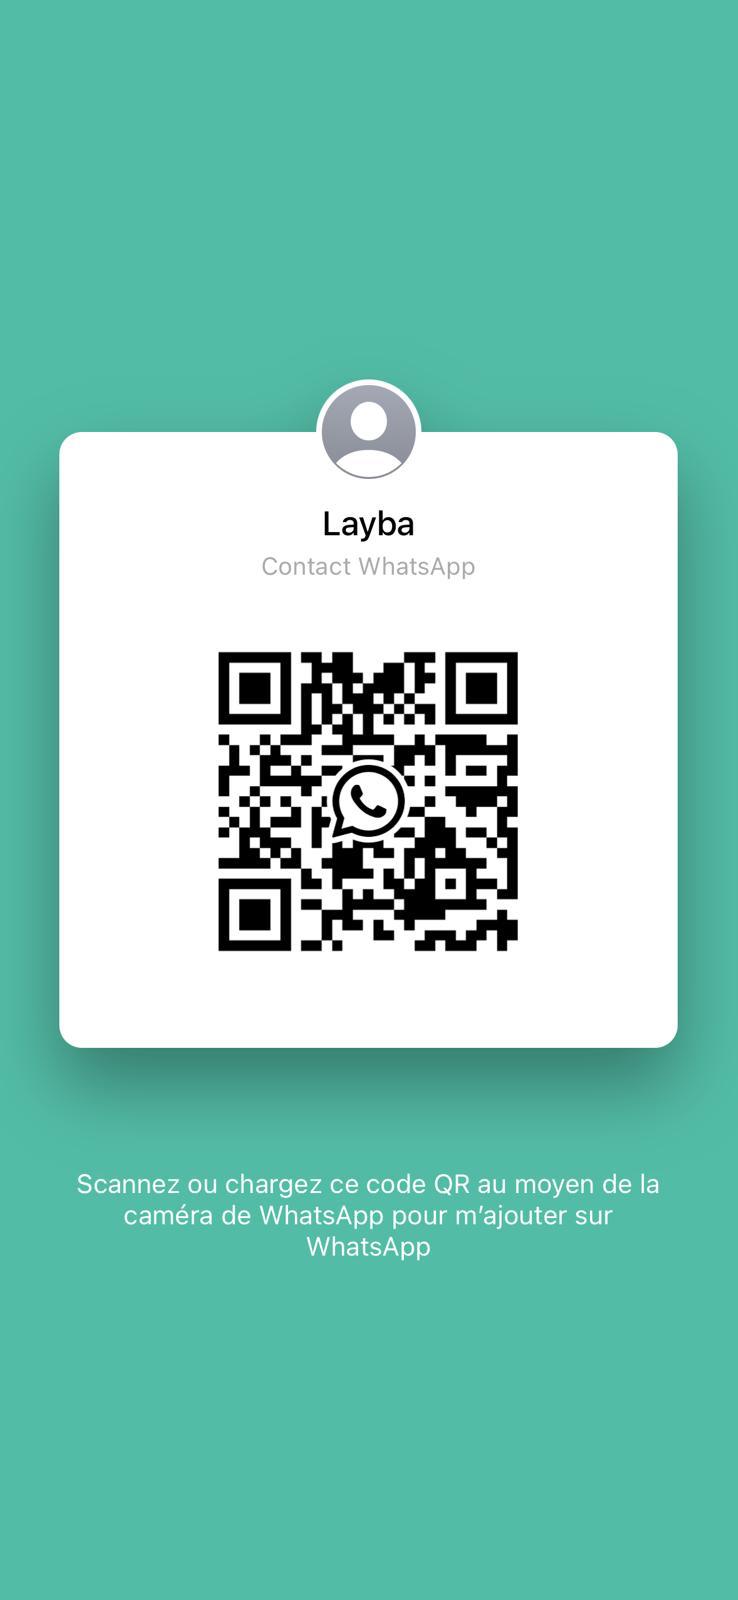 Layba
Contact WhatsApp
Scannez ou chargez ce code QR au moyen de la
caméra de WhatsApp pour m’ajouter sur
WhatsApp